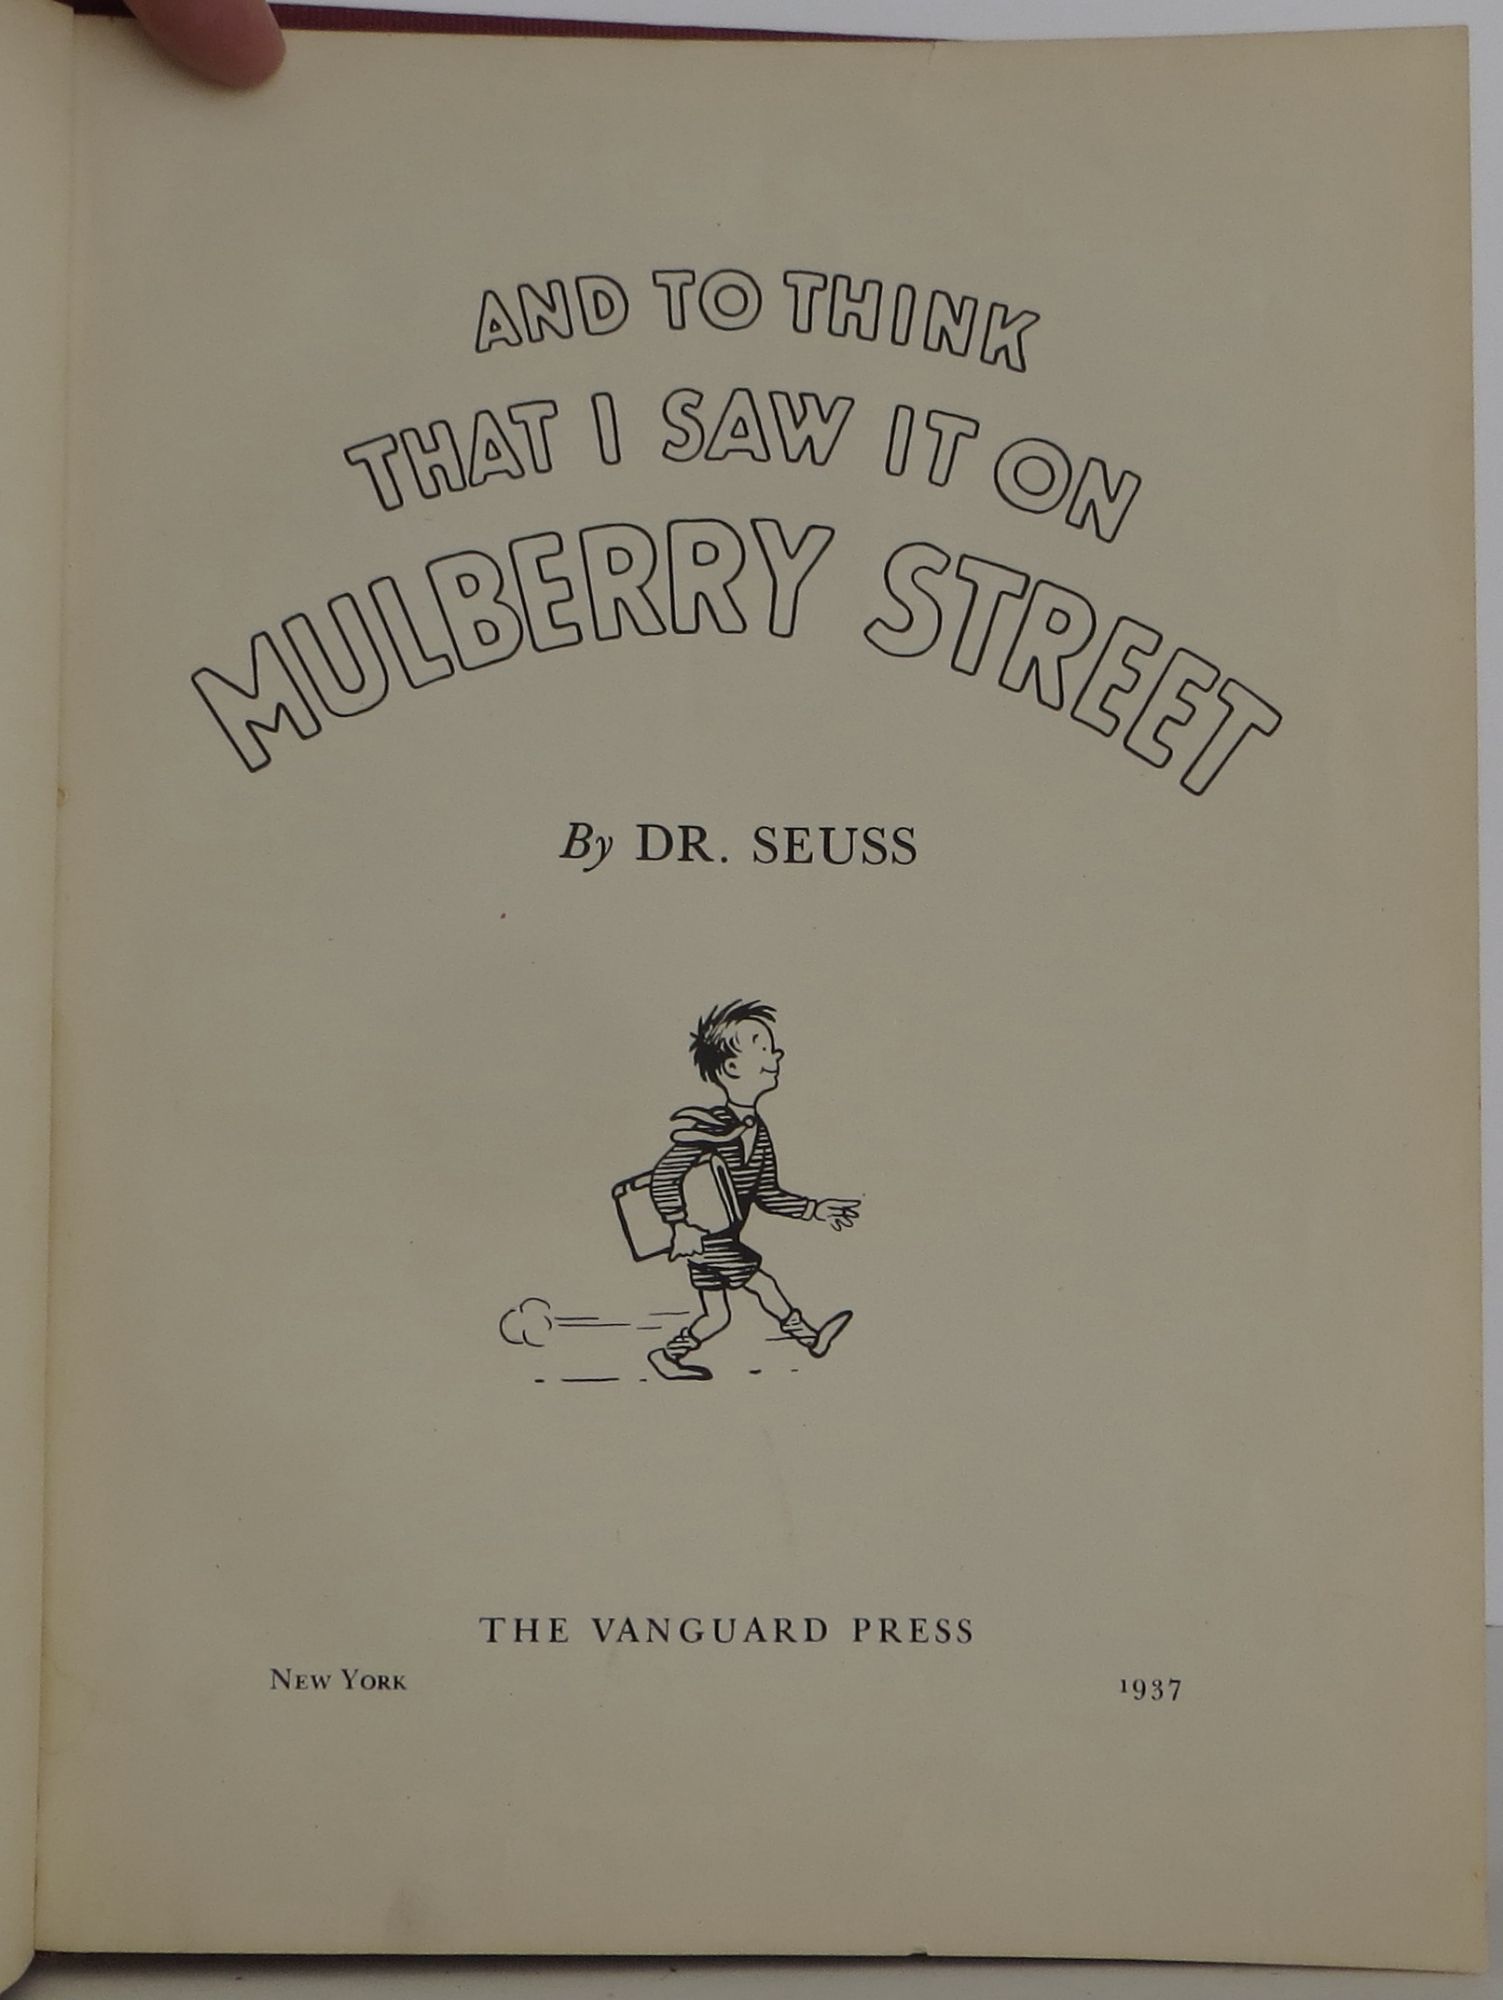 AND TO THINK
THAT I SAW IT ON
MULBERRY STREET
By DR. SEUSS
THE VANGUARD PRESS
NEW YORK 1937